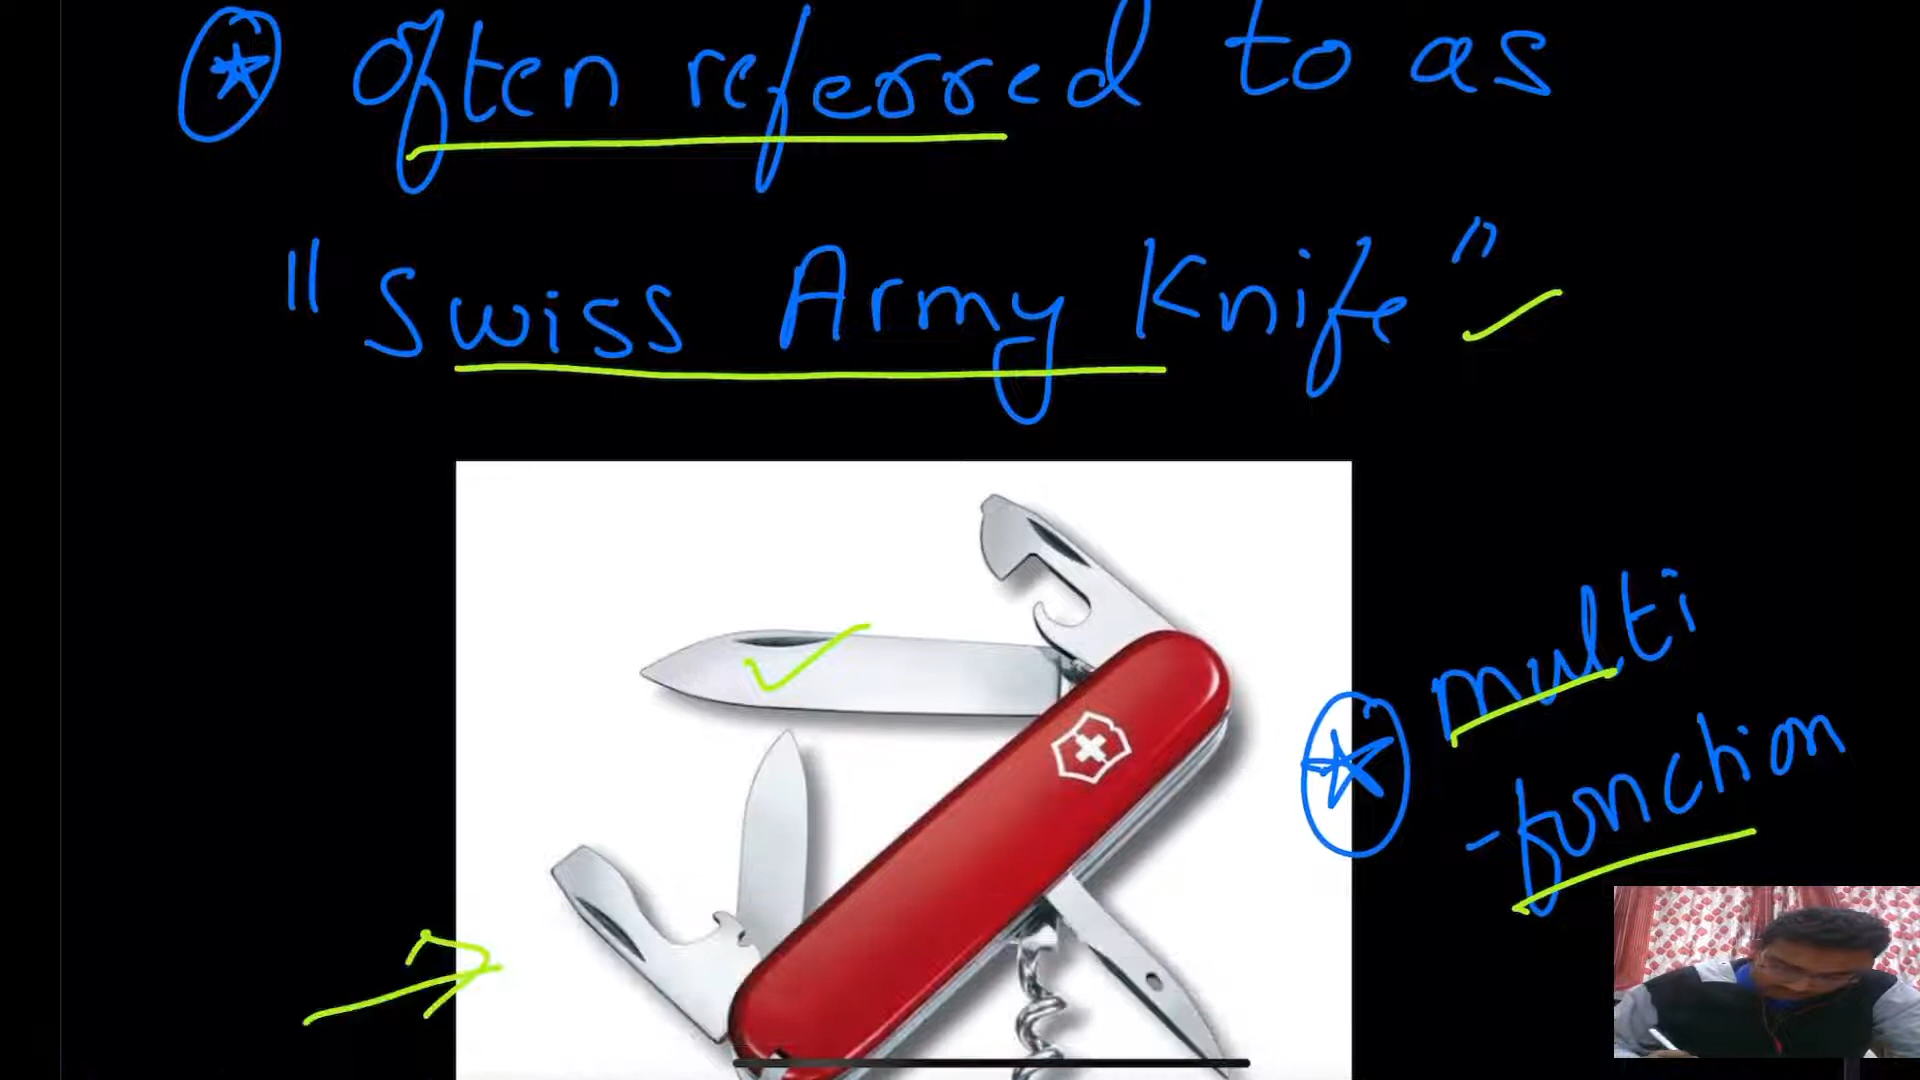 Often referred to as
"Swiss Army Knife"
multi
-function